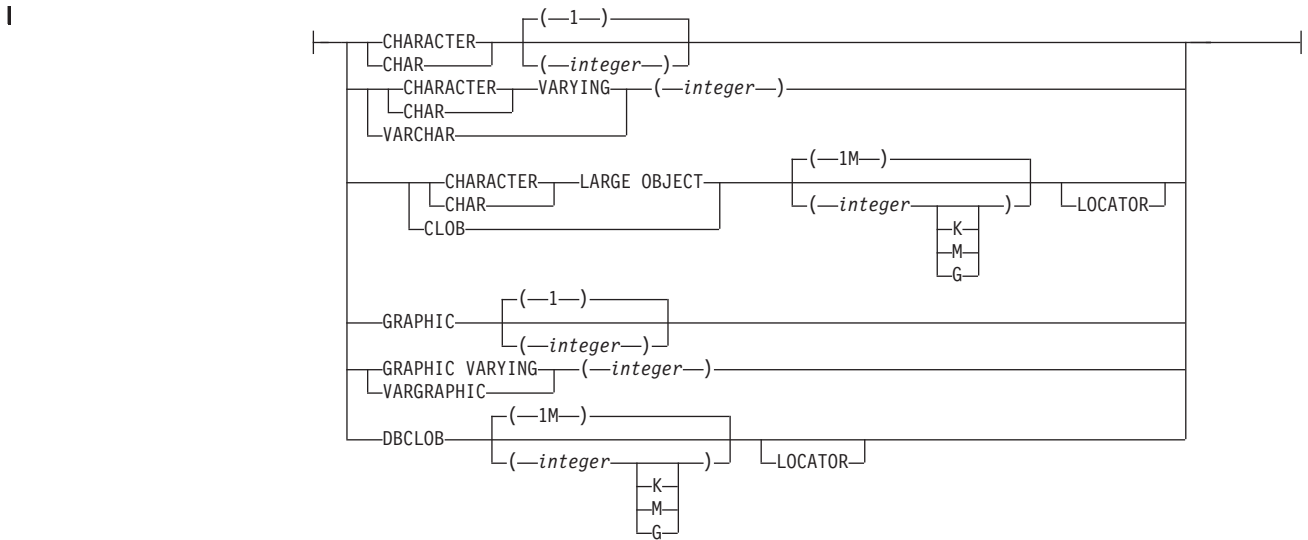 (1)
CHARACTER
CHAR (integer)
CHARACTER VARYING (integer)
CHAR
VARCHAR
(1M)
CHARACTER LARGE OBJECT
CHAR (integer) LOCATOR
CLOB K
M
G
(1)
GRAPHIC
(integer)
GRAPHIC VARYING (integer)
VARGRAPHIC
(1M)
DBCLOB
(integer) LOCATOR
K
M
G